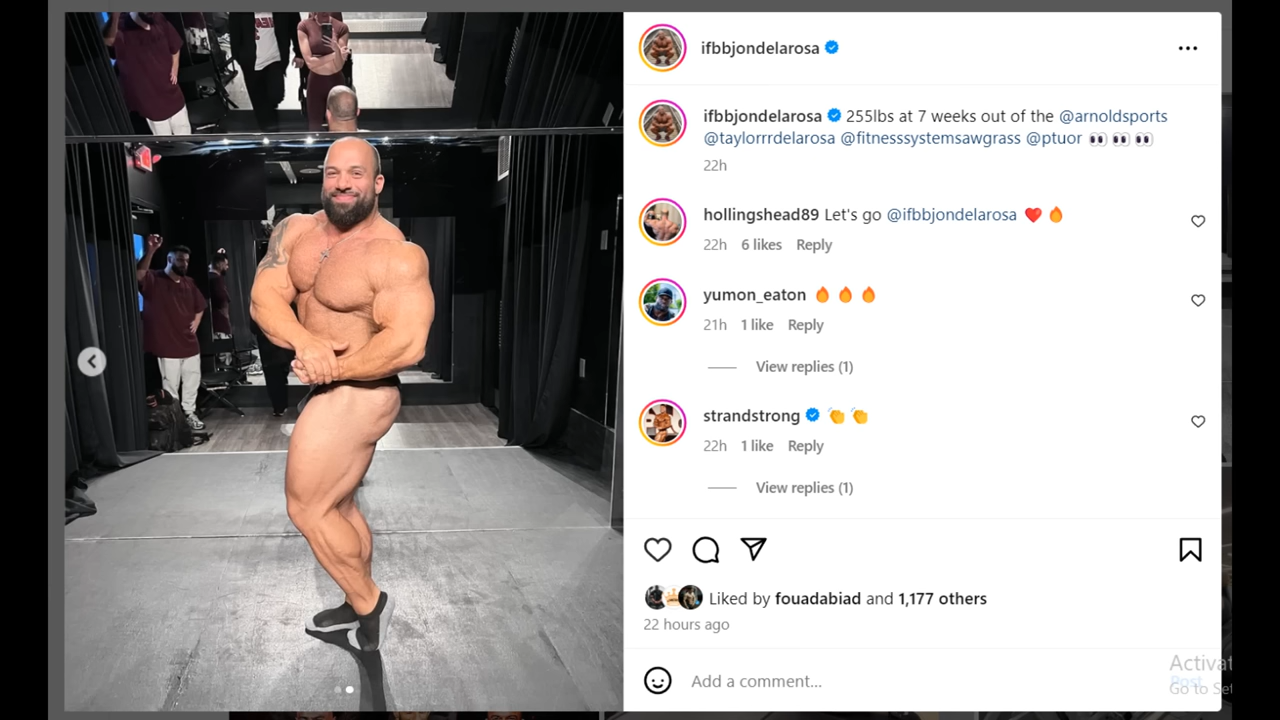 ifbbjondelarosa
ifbbjondelarosa 255lbs at 7 weeks out of the @arnoldsports
@taylorrrdelarosa @fitnesssystemsawgrass @ptuor 👀 👀 👀
22h
hollingshead89 Let's go @ifbbjondelarosa ❤️ 🔥
22h 6 likes Reply
yumon_eaton 🔥 🔥 🔥
21h 1 like Reply
View replies (1)
strandstrong 👏 👏
22h 1 like Reply
View replies (1)
Liked by fouadabiad and 1,177 others
22 hours ago
Add a comment...
Post
Activat
Go to Set